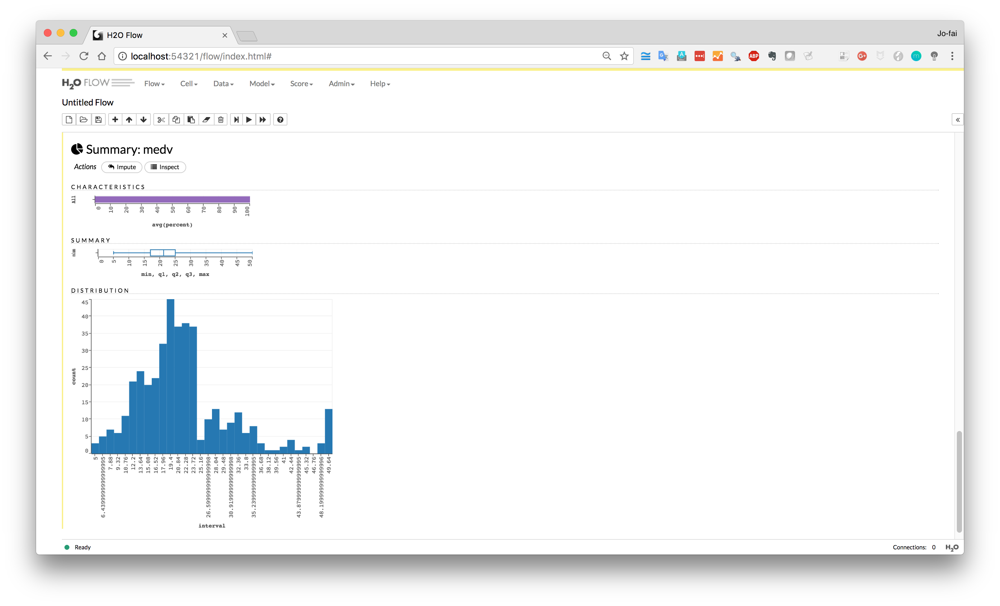 H2O Flow
Jo-fai
localhost:54321/flow/index.html#
H2O FLOW Flow Cell Data Model Score Admin Help
Untitled Flow
Summary: medv
Actions Impute Inspect
CHARACTERISTICS
All
0 10 20 30 40 50 60 70 80 90 100
avg(percent)
SUMMARY
column
0 5 10 15 20 25 30 35 40 45 50
min, q1, q2, q3, max
DISTRIBUTION
45
40
35
30
25
20
15
10
5
0
count
5 6.439999999999995 7.88 9.32 10.76 12.2 13.64 15.08 16.52 17.96 19.4 20.84 22.28 23.72 25.16 26.599999999999998 28.04 29.48 30.919999999999998 32.36 33.8 35.239999999999995 36.68 38.12 39.56 41 42.44 43.879999999999995 45.32 46.76 48.199999999999996 49.64
interval
Ready
Connections: 0 H2O